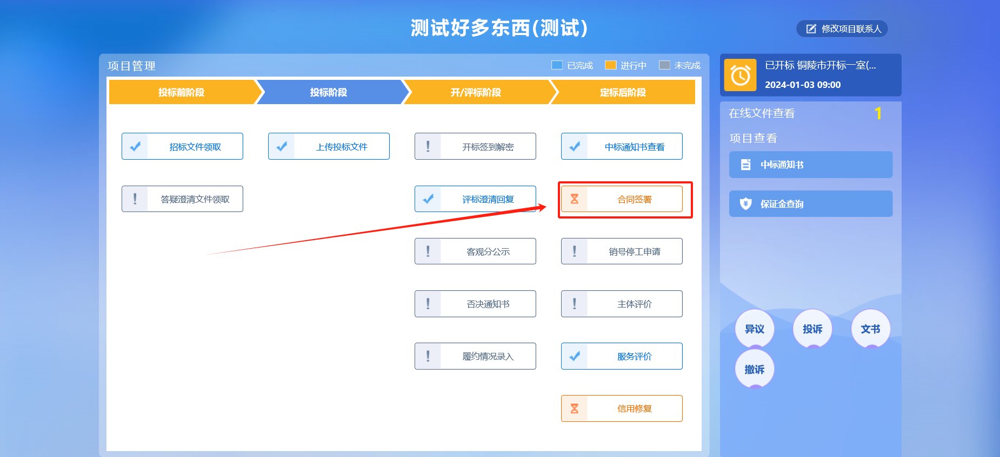 测试好多东西(测试)
修改项目联系人
项目管理
已完成 进行中 未完成
投标前阶段 投标阶段 开/评标阶段 定标后阶段
招标文件领取 上传投标文件 开标签到解密 中标通知书查看
答疑澄清文件领取 评标澄清回复 合同签署
客观分公示 销号停工申请
否决通知书 主体评价
履约情况录入 服务评价
信用修复
已开标 铜陵市开标一室(...
2024-01-03 09:00
在线文件查看 1
项目查看
中标通知书
保证金查询
异议 投诉 文书
撤诉